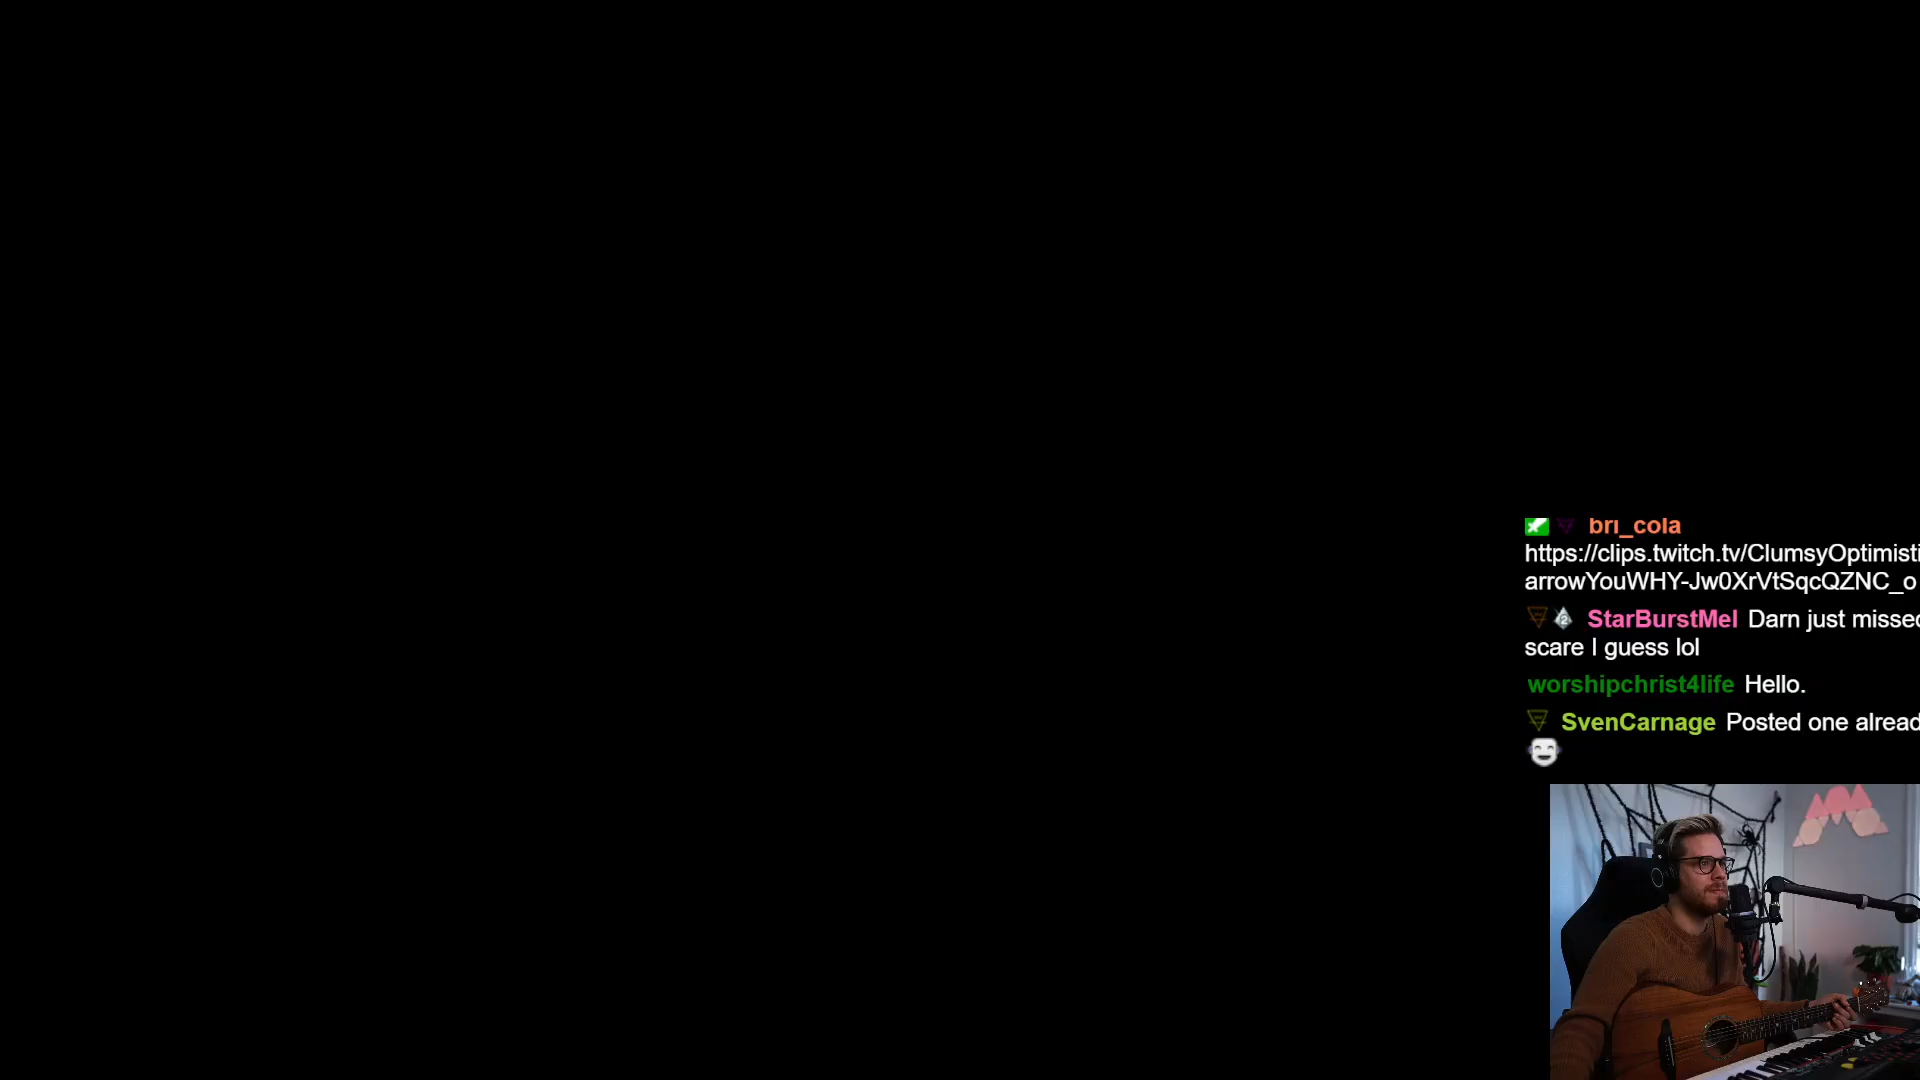 bri_cola
https://clips.twitch.tv/ClumsyOptimisti
arrowYouWHY-Jw0XrVtSqcQZNC_o
StarBurstMel Darn just missed
scare I guess lol
worshipchrist4life Hello.
SvenCarnage Posted one alread